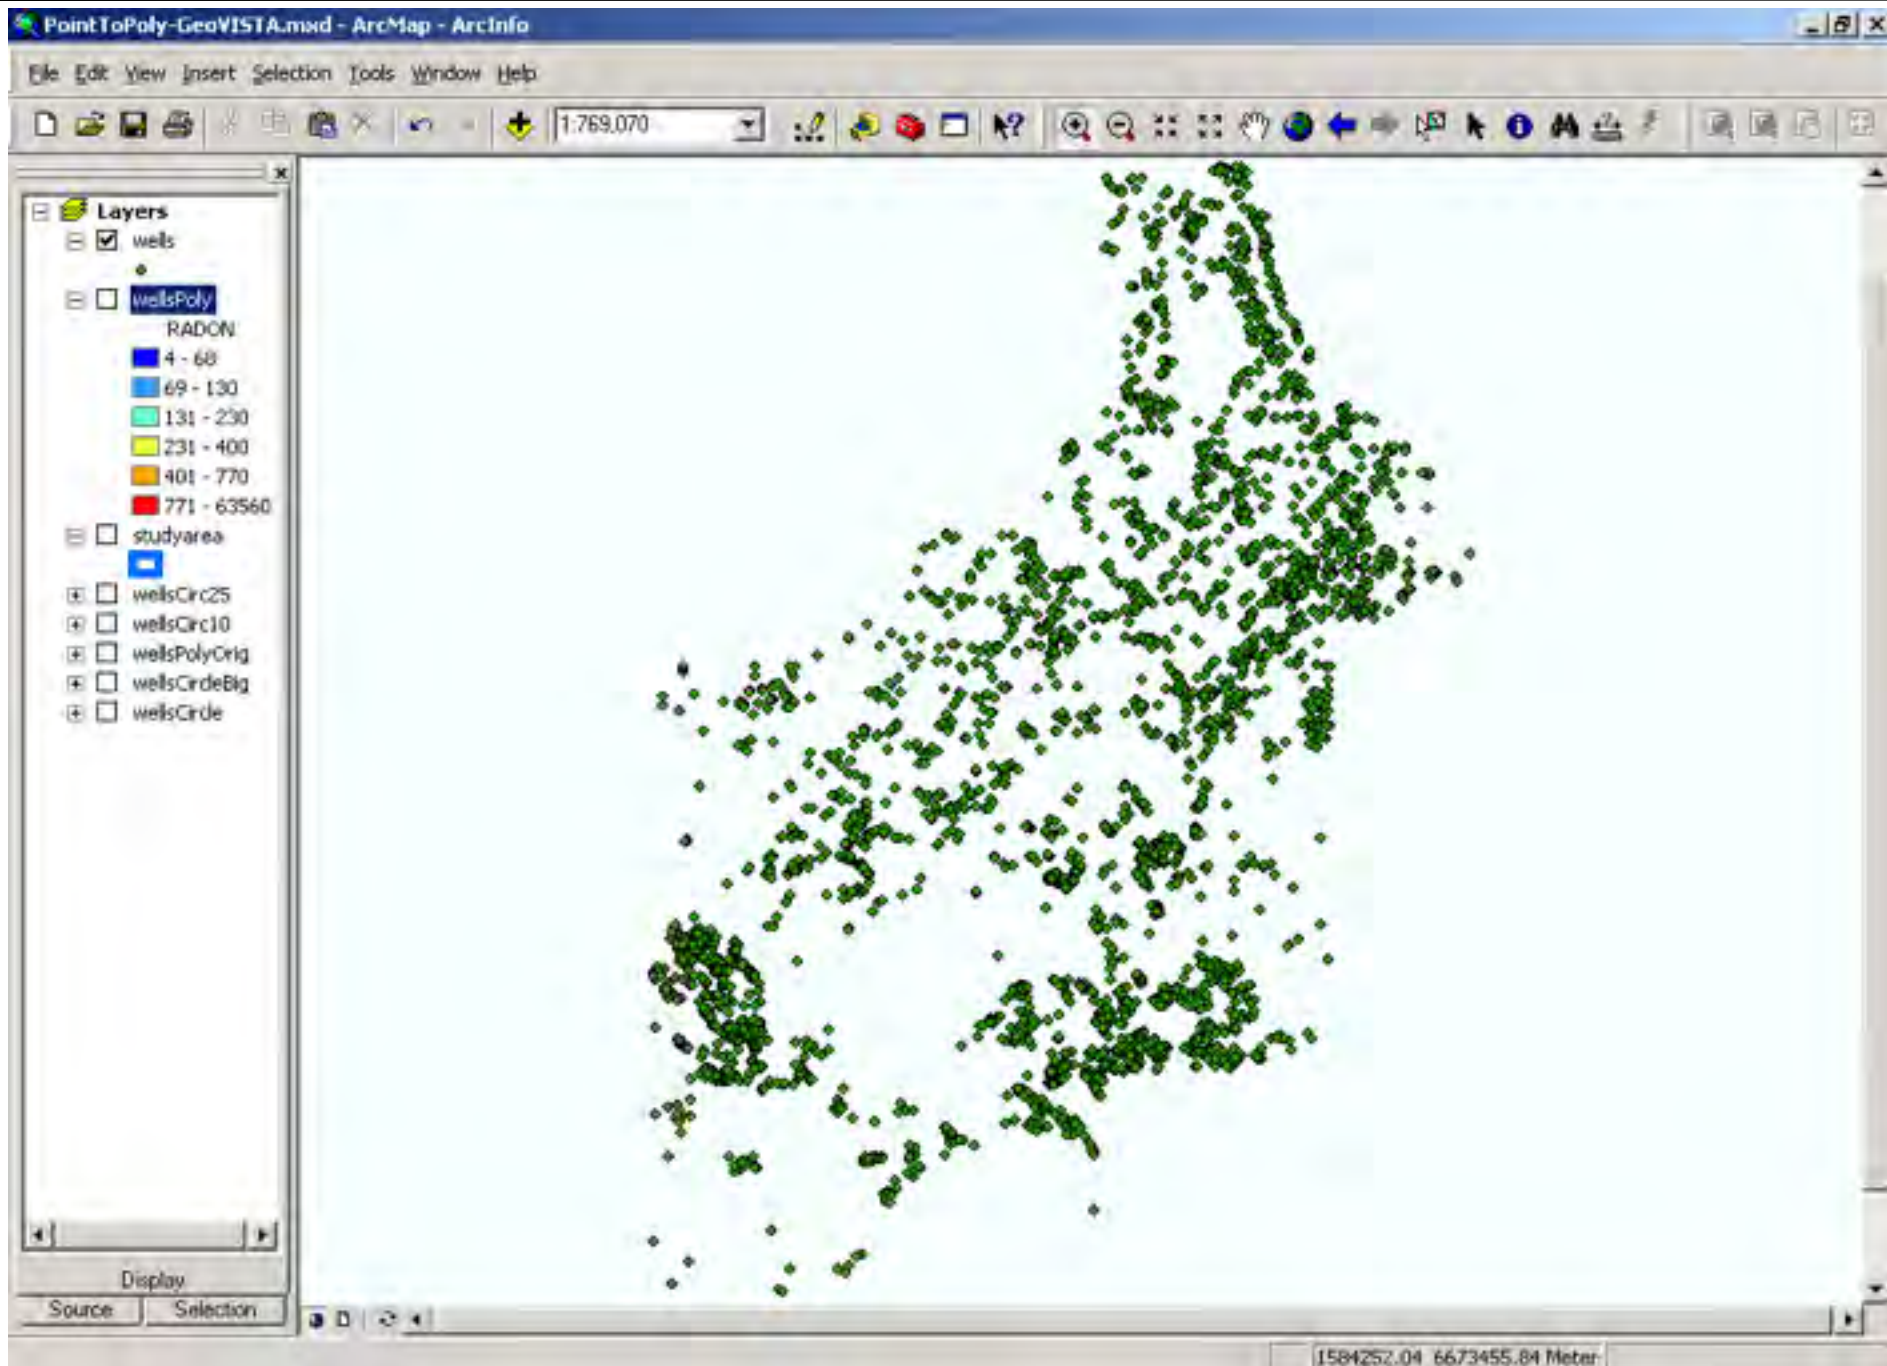 PointToPoly-GeoVISTA.mxd - ArcMap - ArcInfo
File Edit View Insert Selection Tools Window Help
1:769,070
Layers
wells
wellsPoly
RADON
4 - 68
69 - 130
131 - 230
231 - 400
401 - 770
771 - 63560
studyarea
wellsCirc25
wellsCirc10
wellsPolyOrig
wellsCircleBig
wellsCircle
Display
Source Selection
1584252.04 6673455.84 Meter